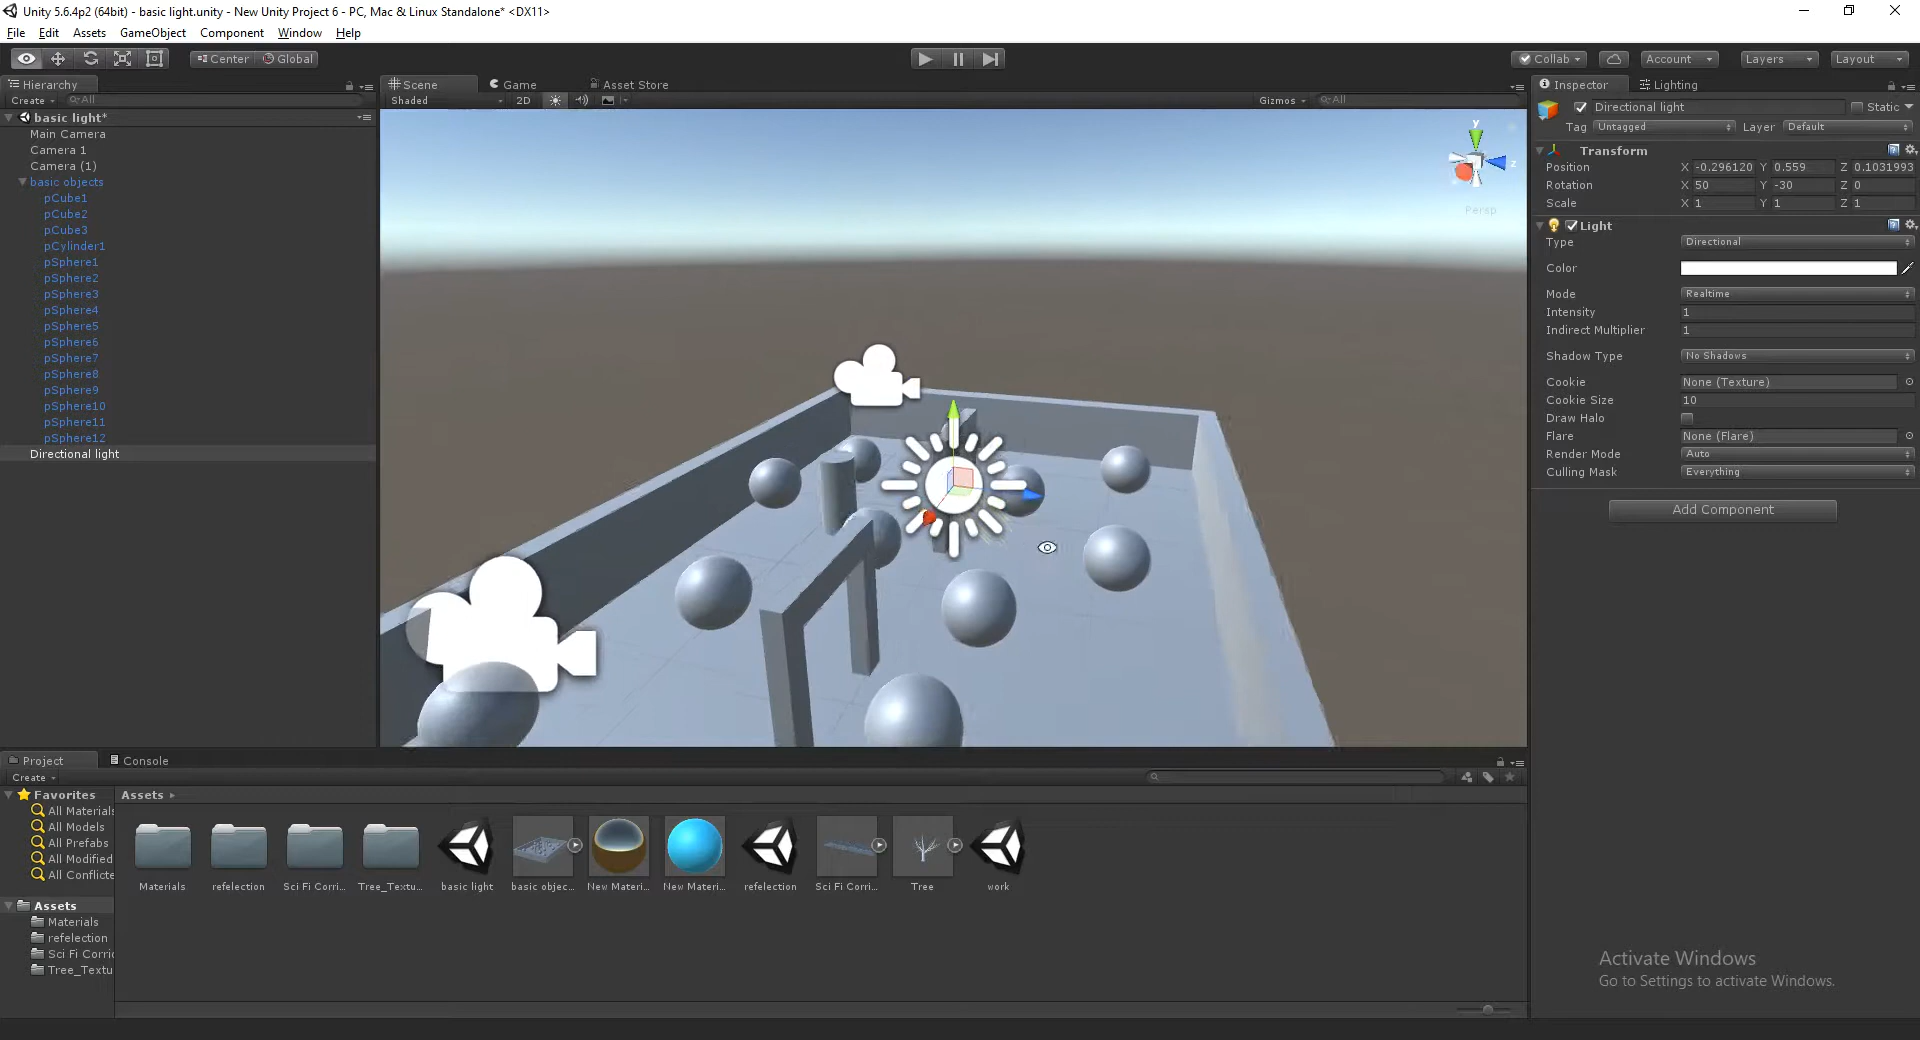 Unity 5.6.4p2 (64bit) - basic light.unity - New Unity Project 6 - PC, Mac & Linux Standalone* <DX11>
File Edit Assets GameObject Component Window Help
Center Global Collab Account Layers Layout
Hierarchy
Create All
basic light*
Main Camera
Camera 1
Camera (1)
basic objects
pCube1
pCube2
pCube3
pCylinder1
pSphere1
pSphere2
pSphere3
pSphere4
pSphere5
pSphere6
pSphere7
pSphere8
pSphere9
pSphere10
pSphere11
pSphere12
Directional light
Scene Game Asset Store
Shaded 2D Gizmos All
y
z
Persp
Inspector Lighting
Directional light Static
Tag Untagged Layer Default
Transform
Position X -0.296120 Y 0.559 Z 0.1031993
Rotation X 50 Y -30 Z 0
Scale X 1 Y 1 Z 1
Light
Type Directional
Color
Mode Realtime
Intensity 1
Indirect Multiplier 1
Shadow Type No Shadows
Cookie None (Texture)
Cookie Size 10
Draw Halo
Flare None (Flare)
Render Mode Auto
Culling Mask Everything
Add Component
Project Console
Create
Favorites
All Materials
All Models
All Prefabs
All Modified
All Conflicte
Assets
Materials
refelection
Sci Fi Corri
Tree_Textu
Assets
Materials refelection Sci Fi Corri... Tree_Textu... basic light basic objec... New Materi... New Materi... refelection Sci Fi Corri... Tree work
Activate Windows
Go to Settings to activate Windows.